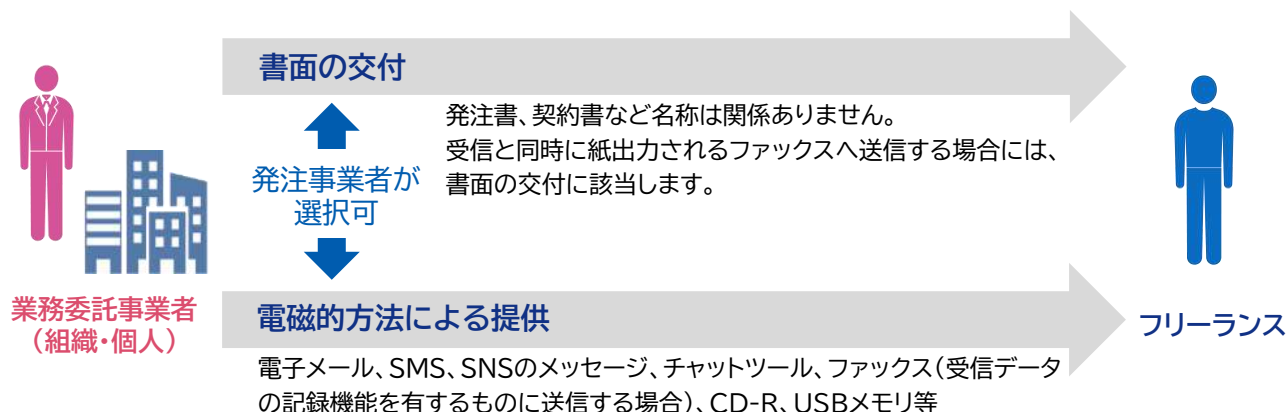 書面の交付
発注書、契約書など名称は関係ありません。
受信と同時に紙出力されるファックスへ送信する場合には、
書面の交付に該当します。
発注事業者が
選択可
業務委託事業者
（組織・個人）
電磁的方法による提供
フリーランス
電子メール、SMS、SNSのメッセージ、チャットツール、ファックス（受信データ
の記録機能を有するものに送信する場合）、CD-R、USBメモリ等